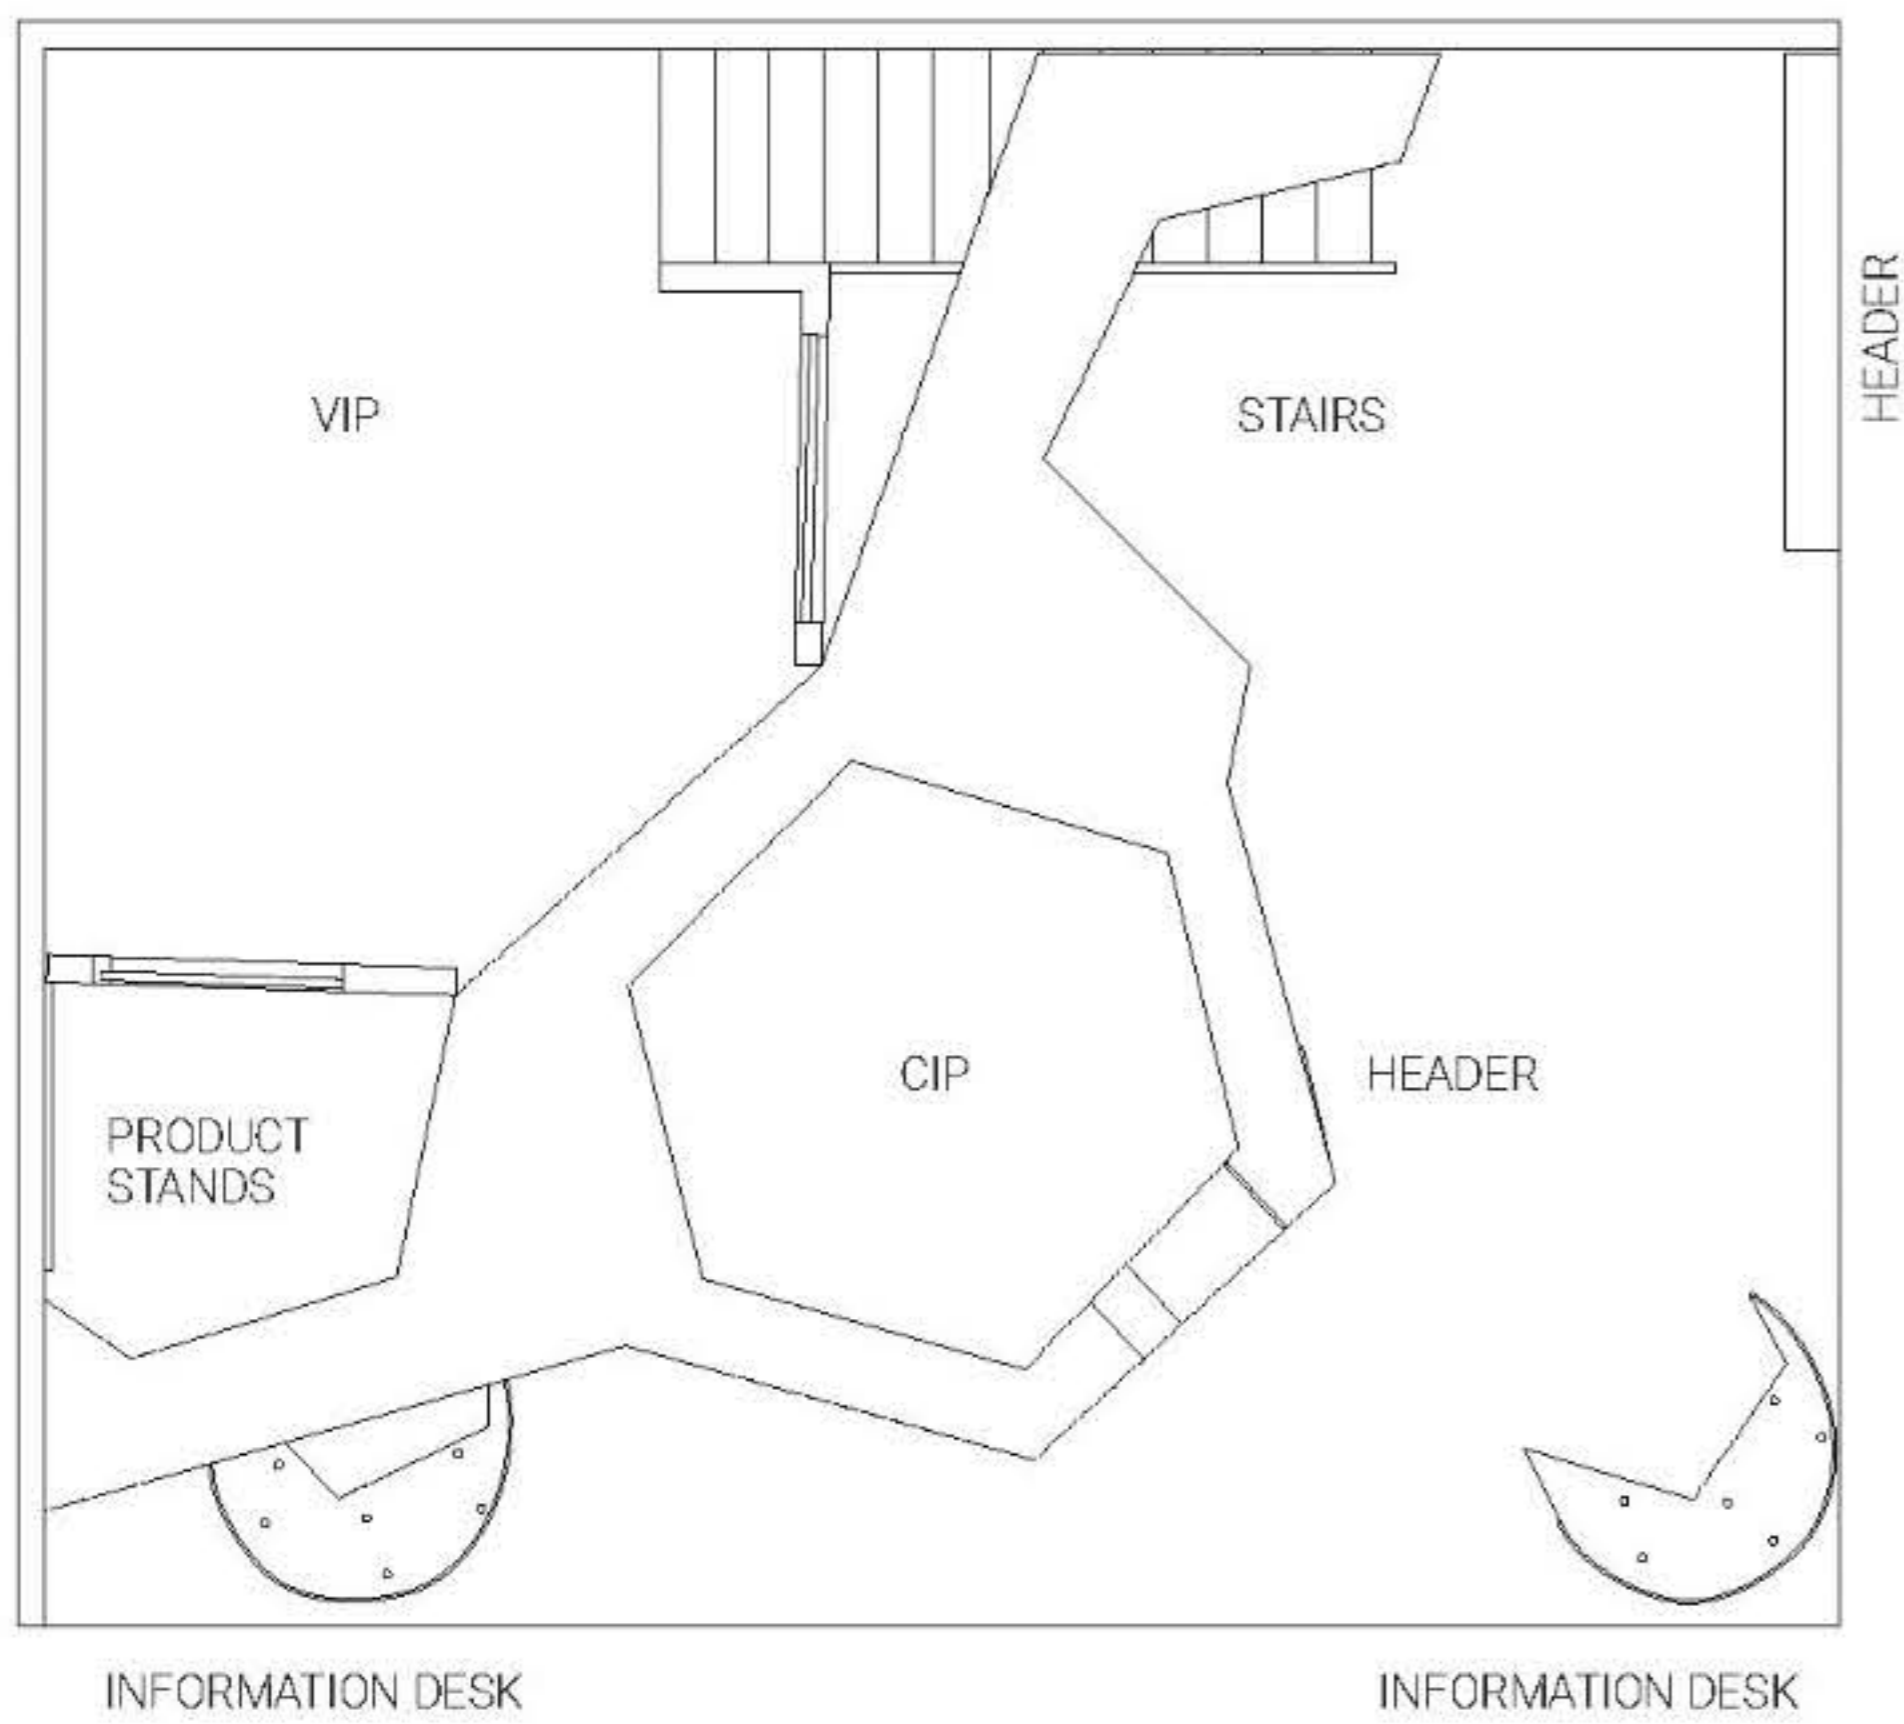 VIP
STAIRS
HEADER
CIP
HEADER
PRODUCT
STANDS
INFORMATION DESK
INFORMATION DESK